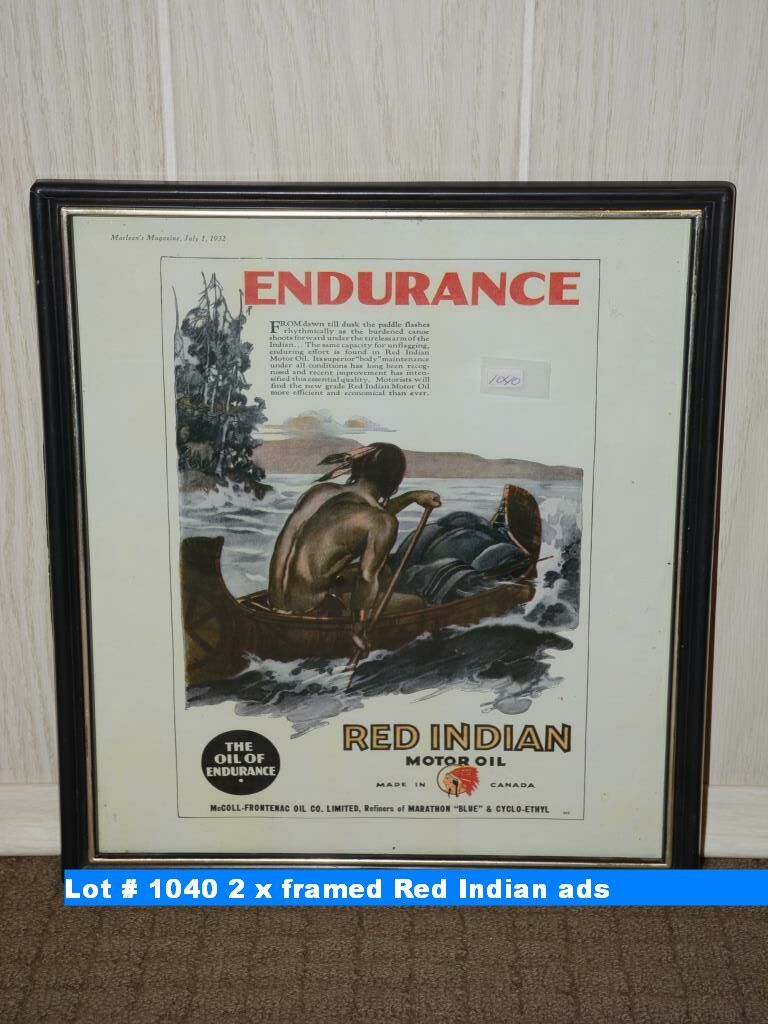 Maclean's Magazine, July 1, 1932
ENDURANCE
FROM dawn till dusk the paddle flashes
rhythmically as the burdened canoe
shoots forward under the tireless arm of the
Indian... The same capacity for unflagging,
enduring effort is found in Red Indian
Motor Oil. Its superior "body" maintenance
under all conditions has long been recog-
nised and recent improvement has inten-
sified this essential quality. Motorists will
find the new grade Red Indian Motor Oil
more efficient and economical than ever.
1040
THE
OIL OF
ENDURANCE
RED INDIAN
MOTOR OIL
MADE IN CANADA
McCOLL-FRONTENAC OIL CO. LIMITED, Refiners of MARATHON "BLUE" & CYCLO-ETHYL
Lot # 1040 2 x framed Red Indian ads